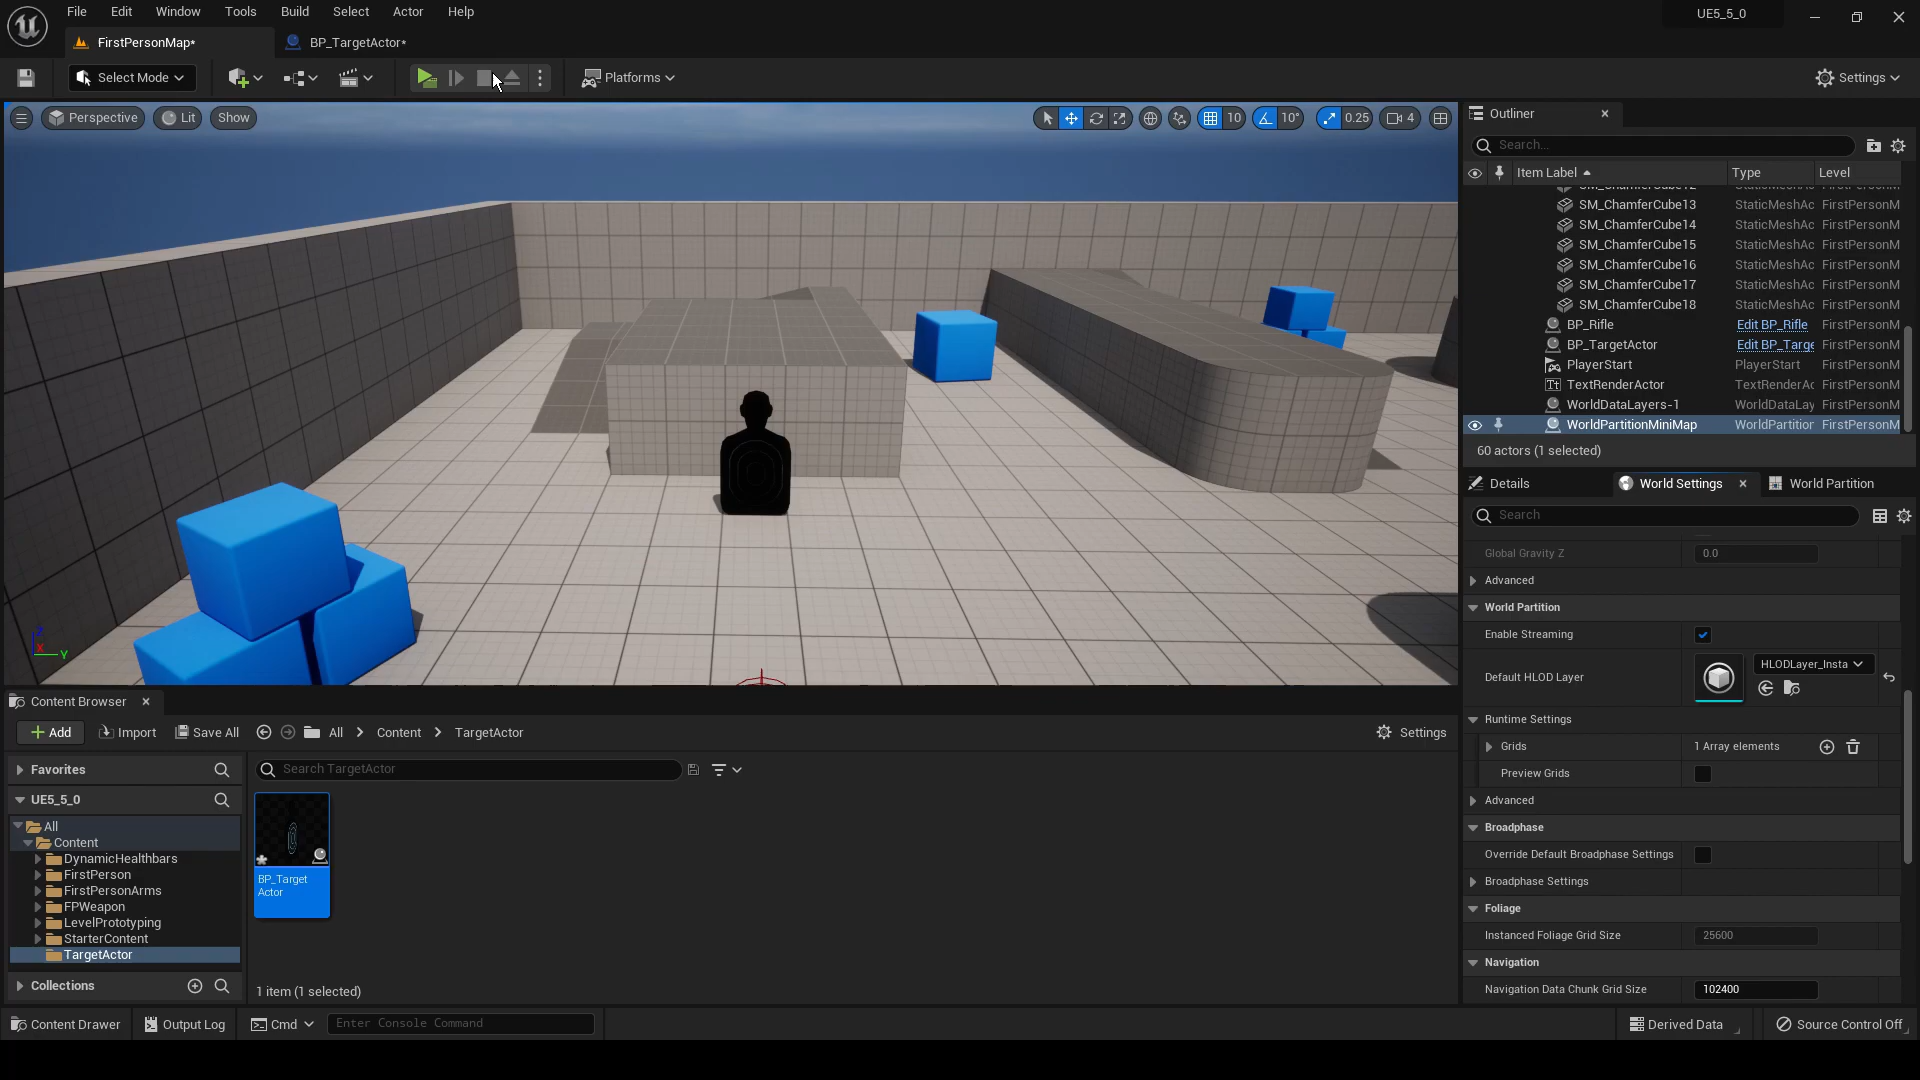 File Edit Window Tools Build Select Actor Help UE5_5_0
FirstPersonMap* BP_TargetActor*
Select Mode Platforms Settings
Perspective Lit Show 10 10° 0.25 4
Outliner
Search...
Item Label Type Level
SM_ChamferCube12 StaticMeshAc FirstPersonM
SM_ChamferCube13 StaticMeshAc FirstPersonM
SM_ChamferCube14 StaticMeshAc FirstPersonM
SM_ChamferCube15 StaticMeshAc FirstPersonM
SM_ChamferCube16 StaticMeshAc FirstPersonM
SM_ChamferCube17 StaticMeshAc FirstPersonM
SM_ChamferCube18 StaticMeshAc FirstPersonM
BP_Rifle Edit BP_Rifle FirstPersonM
BP_TargetActor Edit BP_Targe FirstPersonM
PlayerStart PlayerStart FirstPersonM
TextRenderActor TextRenderAc FirstPersonM
WorldDataLayers-1 WorldDataLay FirstPersonM
WorldPartitionMiniMap WorldPartitior FirstPersonM
60 actors (1 selected)
Details World Settings World Partition
Search
Global Gravity Z 0.0
Advanced
World Partition
Enable Streaming
Default HLOD Layer HLODLayer_Insta
Runtime Settings
Grids 1 Array elements
Preview Grids
Advanced
Broadphase
Override Default Broadphase Settings
Broadphase Settings
Foliage
Instanced Foliage Grid Size 25600
Navigation
Navigation Data Chunk Grid Size 102400
Z
X
Y
Content Browser
Add Import Save All All Content TargetActor Settings
Favorites
Search TargetActor
UE5_5_0
All
Content
DynamicHealthbars
FirstPerson
FirstPersonArms
FPWeapon
LevelPrototyping
StarterContent
TargetActor
Collections
BP_Target
Actor
1 item (1 selected)
Content Drawer Output Log Cmd Enter Console Command Derived Data Source Control Off